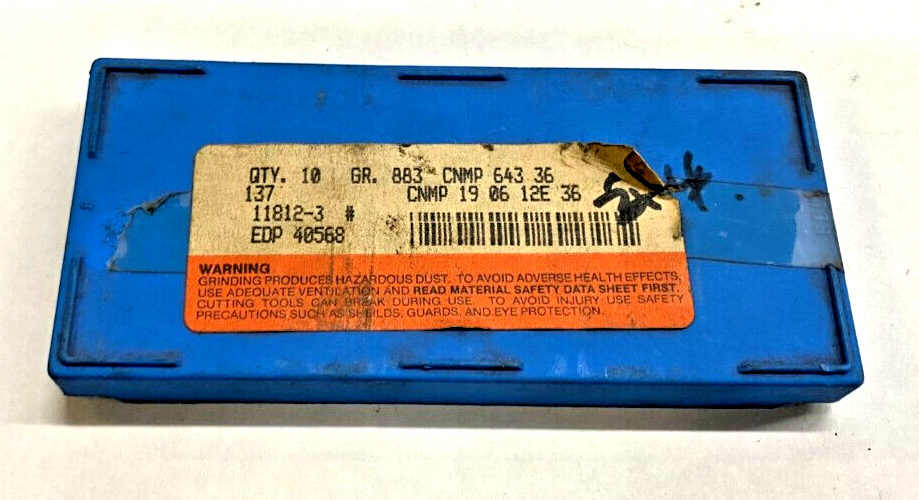 QTY. 10 GR. 883 CNMP 643 36
137 CNMP 19 06 12E 36
11812-3 #
EDP 40568
WARNING
GRINDING PRODUCES HAZARDOUS DUST. TO AVOID ADVERSE HEALTH EFFECTS,
USE ADEQUATE VENTILATION AND READ MATERIAL SAFETY DATA SHEET FIRST.
CUTTING TOOLS CAN BREAK DURING USE. TO AVOID INJURY USE SAFETY
PRECAUTIONS SUCH AS SHIELDS, GUARDS, AND EYE PROTECTION.